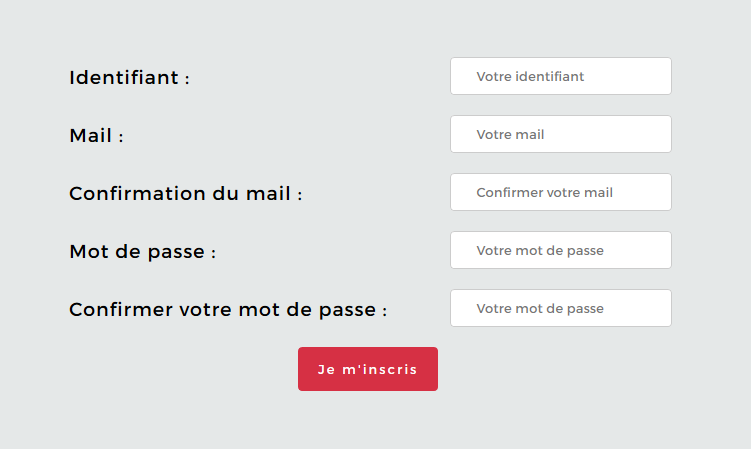 Identifiant :
Votre identifiant
Mail :
Votre mail
Confirmation du mail :
Confirmer votre mail
Mot de passe :
Votre mot de passe
Confirmer votre mot de passe :
Votre mot de passe
Je m'inscris